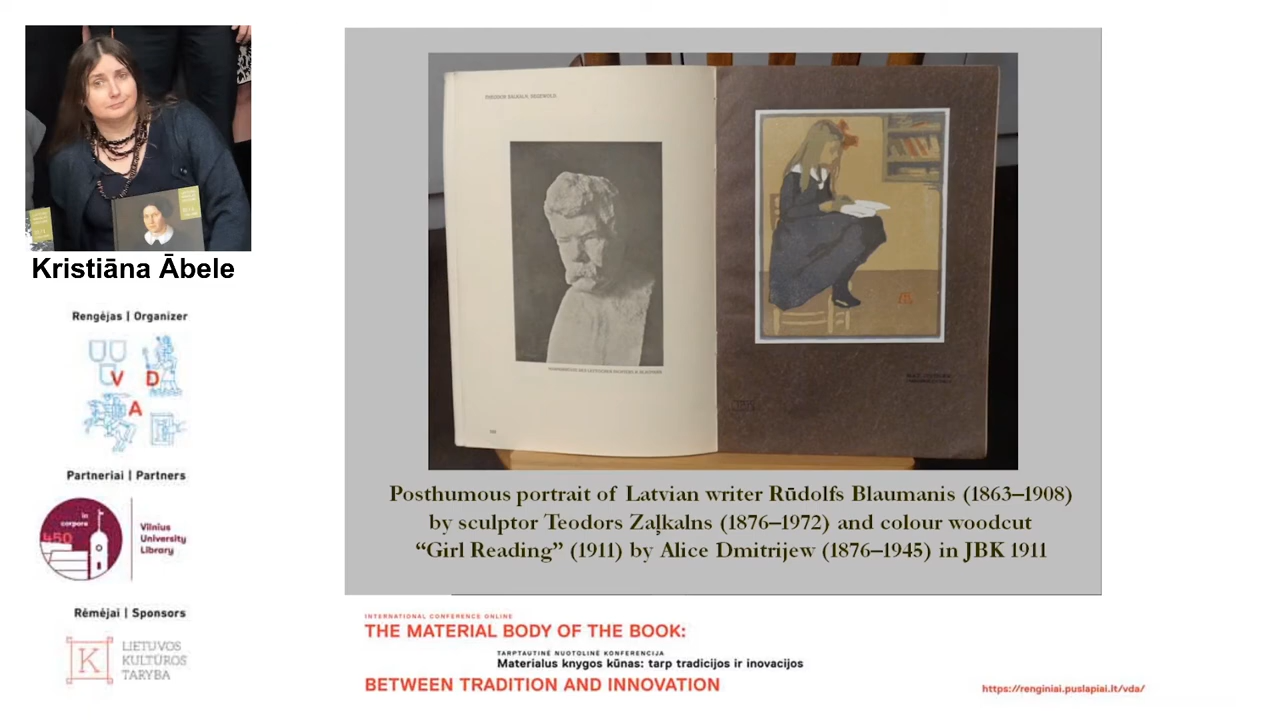 Kristiāna Ābele
Rengėjas | Organizer
V D
A
Partneriai | Partners
in
corpore
450
Vilnius
University
Library
Rėmėjai | Sponsors
K
LIETUVOS
KULTŪROS
TARYBA
Posthumous portrait of Latvian writer Rūdolfs Blaumanis (1863–1908)
by sculptor Teodors Zaļkalns (1876–1972) and colour woodcut
“Girl Reading” (1911) by Alice Dmitrijew (1876–1945) in JBK 1911
INTERNATIONAL CONFERENCE ONLINE
THE MATERIAL BODY OF THE BOOK:
TARPTAUTINĖ NUOTOLINĖ KONFERENCIJA
Materialus knygos kūnas: tarp tradicijos ir inovacijos
BETWEEN TRADITION AND INNOVATION
https://renginiai.puslapiai.lt/vda/